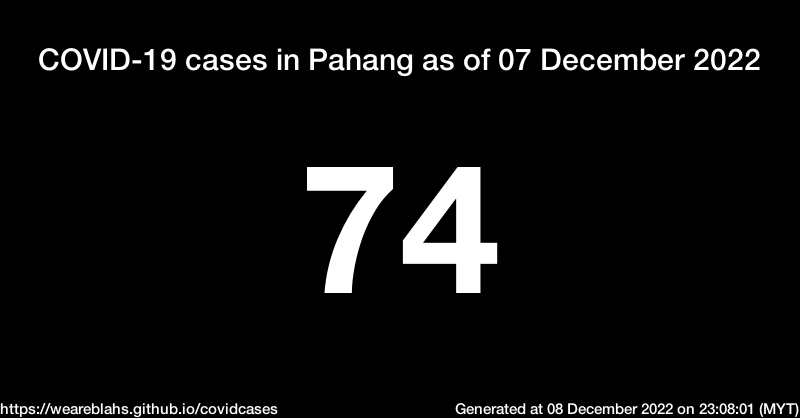 COVID-19 cases in Pahang as of 07 December 2022
74
https://weareblahs.github.io/covidcases
Generated at 08 December 2022 on 23:08:01 (MYT)